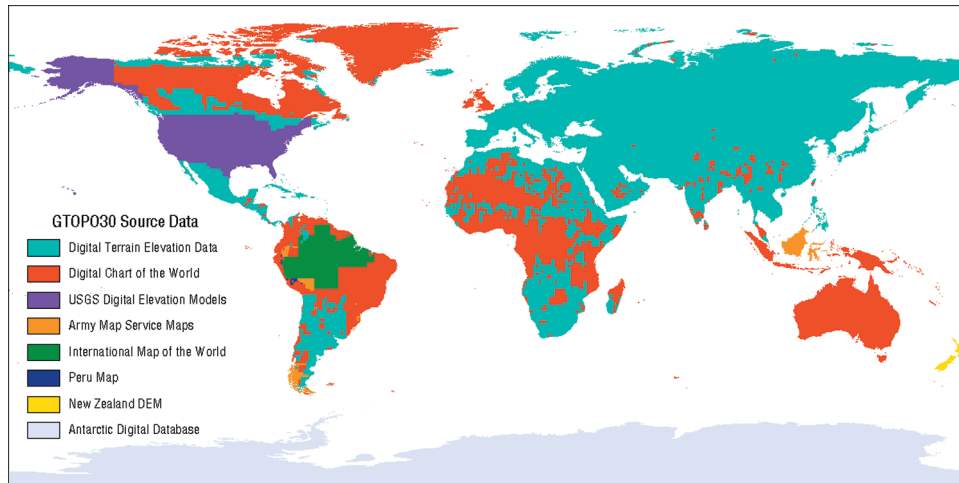 GTOPO30 Source Data
Digital Terrain Elevation Data
Digital Chart of the World
USGS Digital Elevation Models
Army Map Service Maps
International Map of the World
Peru Map
New Zealand DEM
Antarctic Digital Database